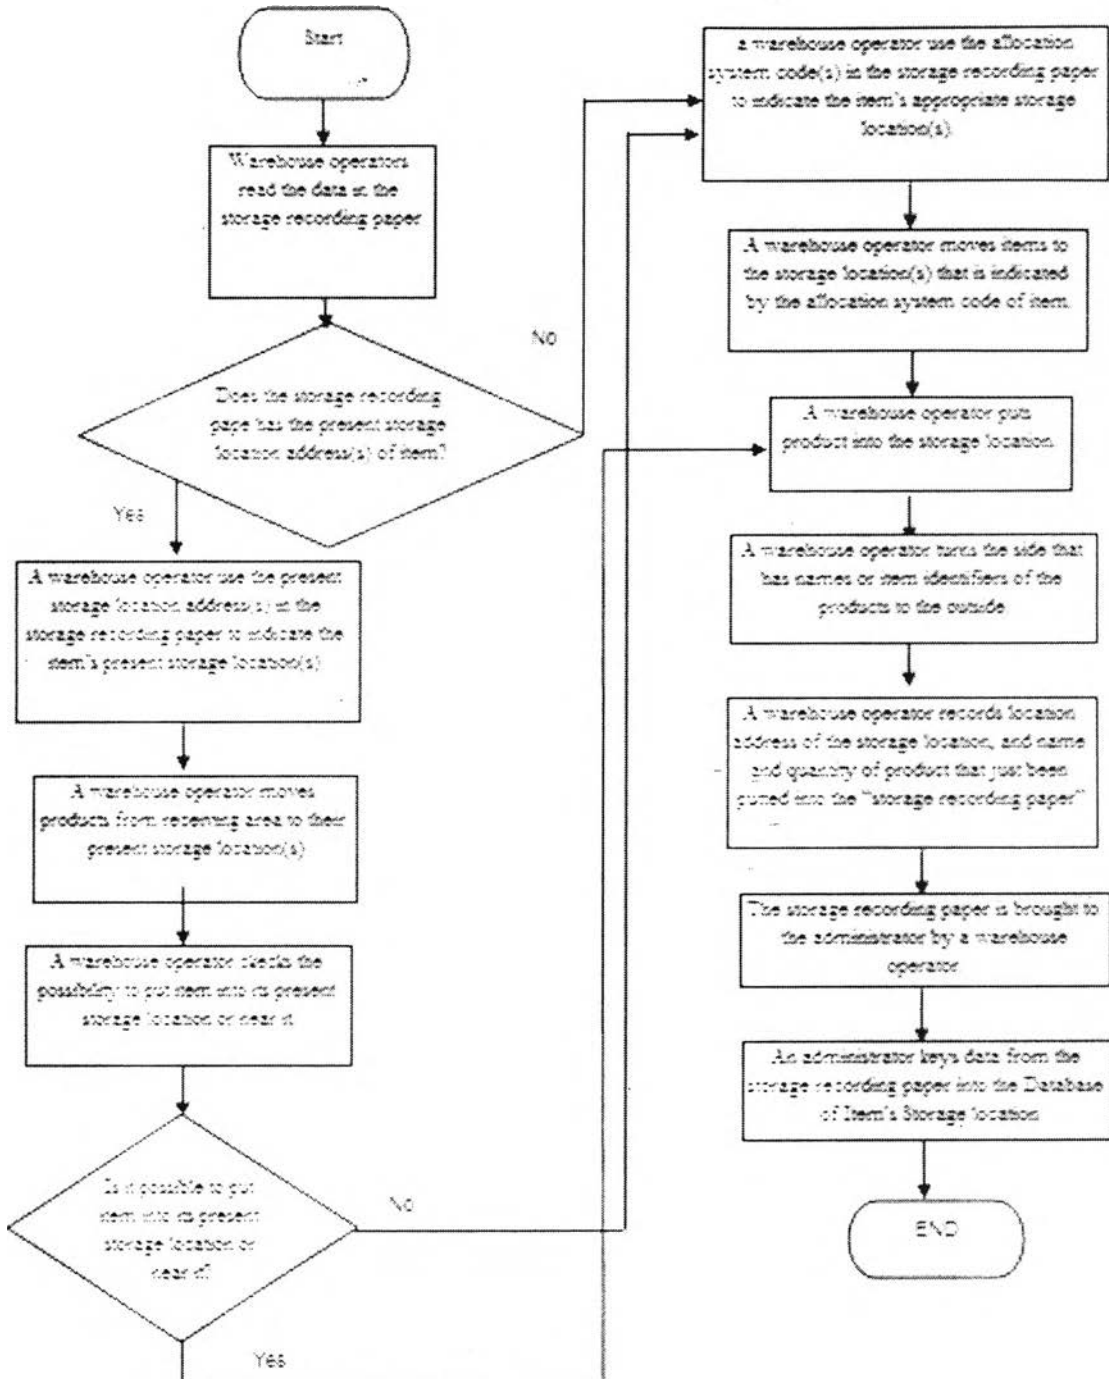 Start
Warehouse operators
read the data in the
storage recording paper
No
Does the storage recording
pape has the present storage
location address(s) of item?
Yes
A warehouse operator use the present
storage location address(s) in the
storage recording paper to indicate the
item's present storage location(s)
A warehouse operator moves
products from receiving area to their
present storage location(s)
A warehouse operator ckecks the
possibility to put item into its present
storage location or near it
Is it possible to put
item into its present
storage location or
near it?
No
Yes
a warehouse operator use the allocation
system code(s) in the storage recording paper
to indicate the item's appropriate storage
location(s).
A warehouse operator moves items to
the storage location(s) that is indicated
by the allocation system code of item.
A warehouse operator puts
product into the storage location.
A warehouse operator turns the side that
has names or item identifiers of the
products to the outside.
A warehouse operator records location
address of the storage location, and name
and quantity of product that just been
putted into the "storage recording paper"
The storage recording paper is brought to
the administrator by a warehouse
operator
An administrator keys data from the
storage recording paper into the Database
of Item's Storage location
END